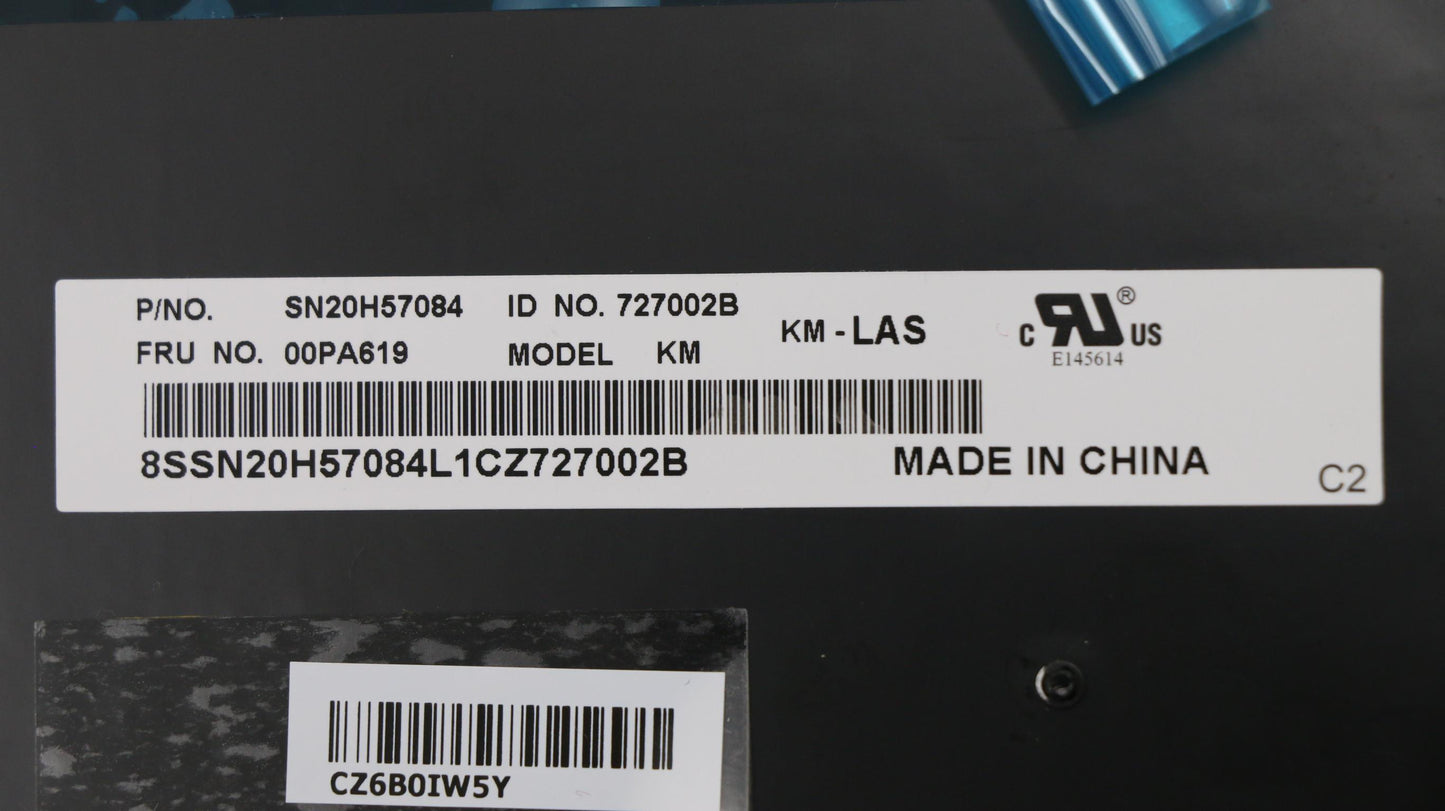 P/NO. SN20H57084 ID NO. 727002B
FRU NO. 00PA619 MODEL KM
KM - LAS
C RU ® US
E145614
8SSN20H57084L1CZ727002B
MADE IN CHINA
C2
CZ6B0IW5Y